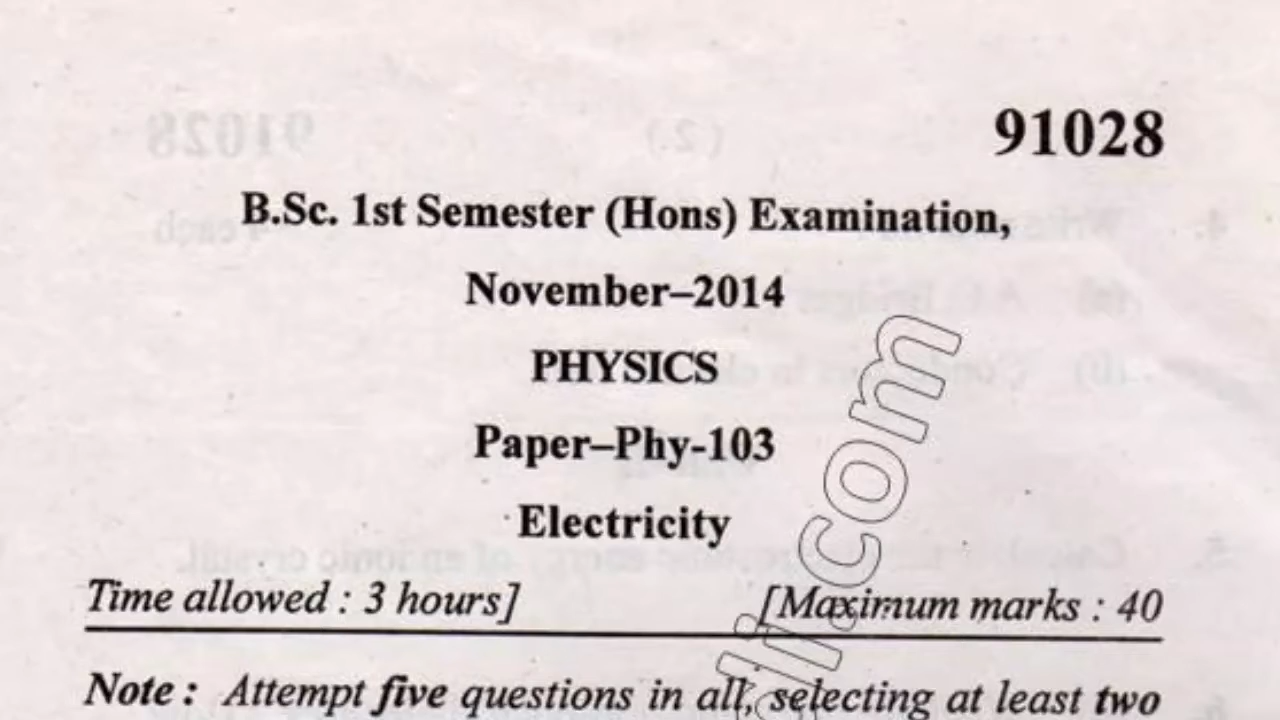 91028
B.Sc. 1st Semester (Hons) Examination,
November–2014
PHYSICS
Paper–Phy-103
Electricity
Time allowed : 3 hours] [Maximum marks : 40
Note : Attempt five questions in all, selecting at least two
.com